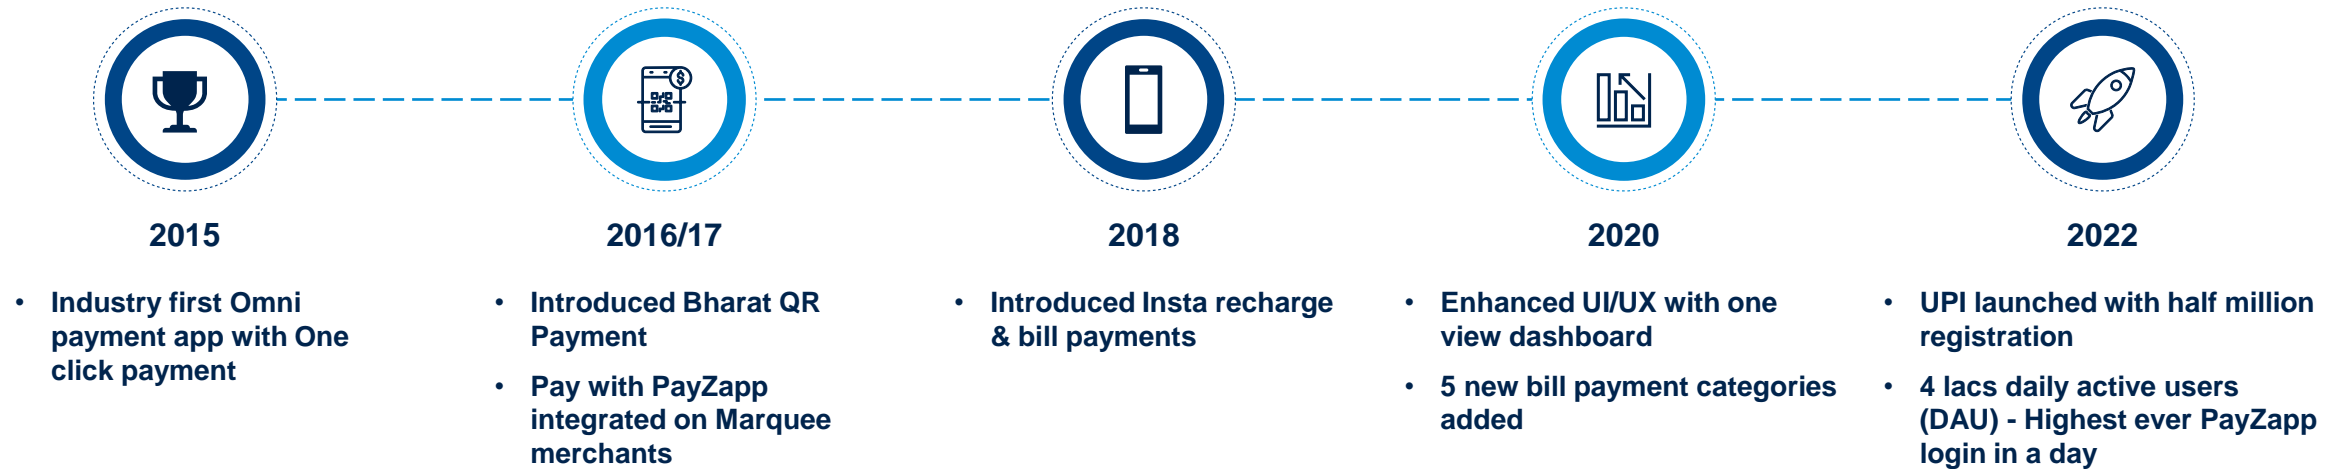 2015
• Industry first Omni
payment app with One
click payment
2016/17
• Introduced Bharat QR
Payment
• Pay with PayZapp
integrated on Marquee
merchants
2018
• Introduced Insta recharge
& bill payments
2020
• Enhanced UI/UX with one
view dashboard
• 5 new bill payment categories
added
2022
• UPI launched with half million
registration
• 4 lacs daily active users
(DAU) - Highest ever PayZapp
login in a day